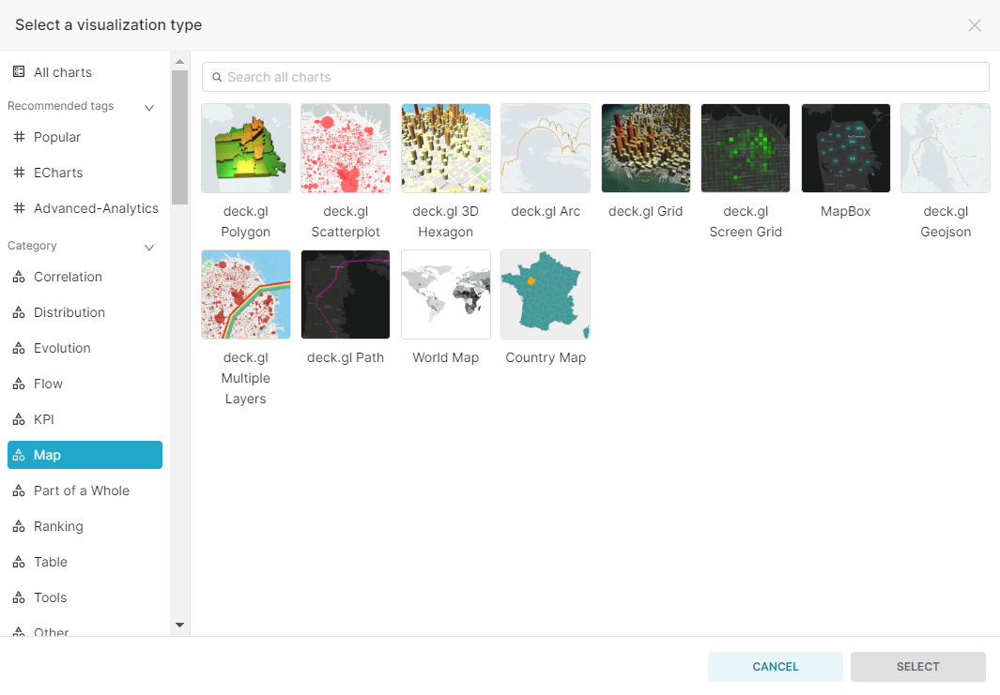 Select a visualization type
All charts
Recommended tags
Popular
ECharts
Advanced-Analytics
Category
Correlation
Distribution
Evolution
Flow
KPI
Map
Part of a Whole
Ranking
Table
Tools
Other
Search all charts
deck.gl
Polygon
deck.gl
Scatterplot
deck.gl 3D
Hexagon
deck.gl Arc
deck.gl Grid
deck.gl
Screen Grid
MapBox
deck.gl
Geojson
deck.gl
Multiple
Layers
deck.gl Path
World Map
Country Map
CANCEL
SELECT